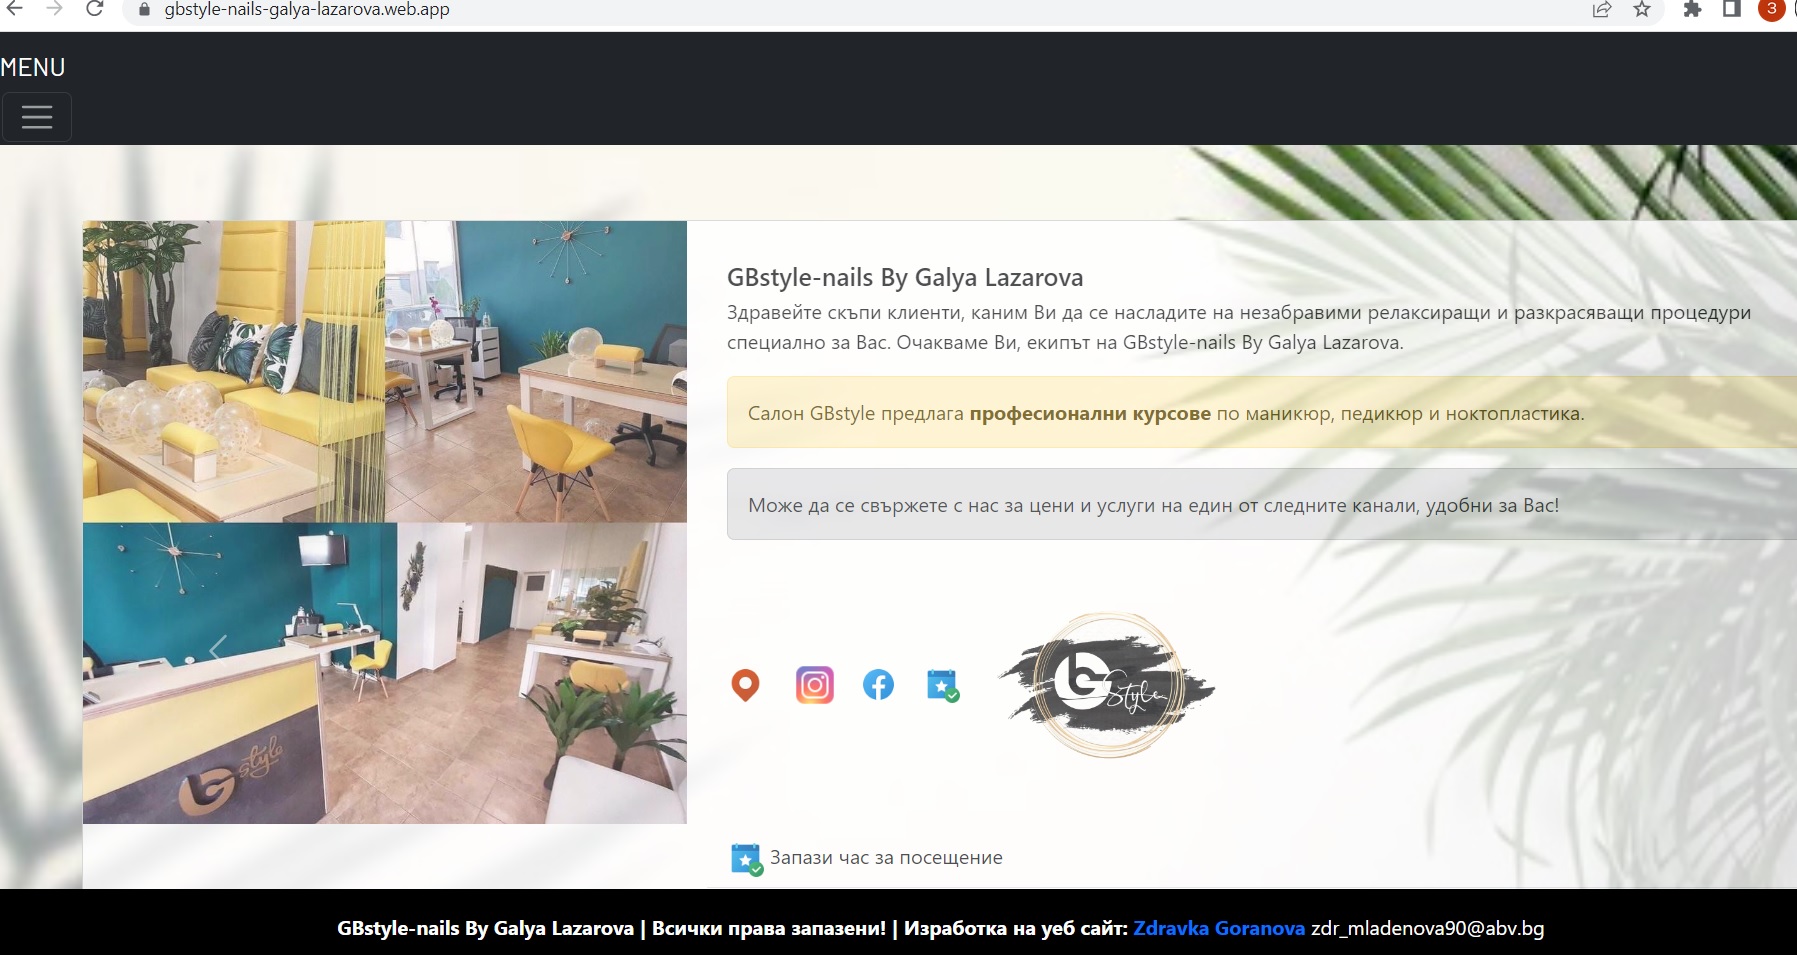 gbstyle-nails-galya-lazarova.web.app
3
MENU
GBstyle-nails By Galya Lazarova
Здравейте скъпи клиенти, каним Ви да се насладите на незабравими релаксиращи и разкрасяващи процедури
специално за Вас. Очакваме Ви, екипът на GBstyle-nails By Galya Lazarova.
Салон GBstyle предлага професионални курсове по маникюр, педикюр и ноктопластика.
Може да се свържете с нас за цени и услуги на един от следните канали, удобни за Вас!
style
G Style
Запази час за посещение
GBstyle-nails By Galya Lazarova | Всички права запазени! | Изработка на уеб сайт: Zdravka Goranova zdr_mladenova90@abv.bg